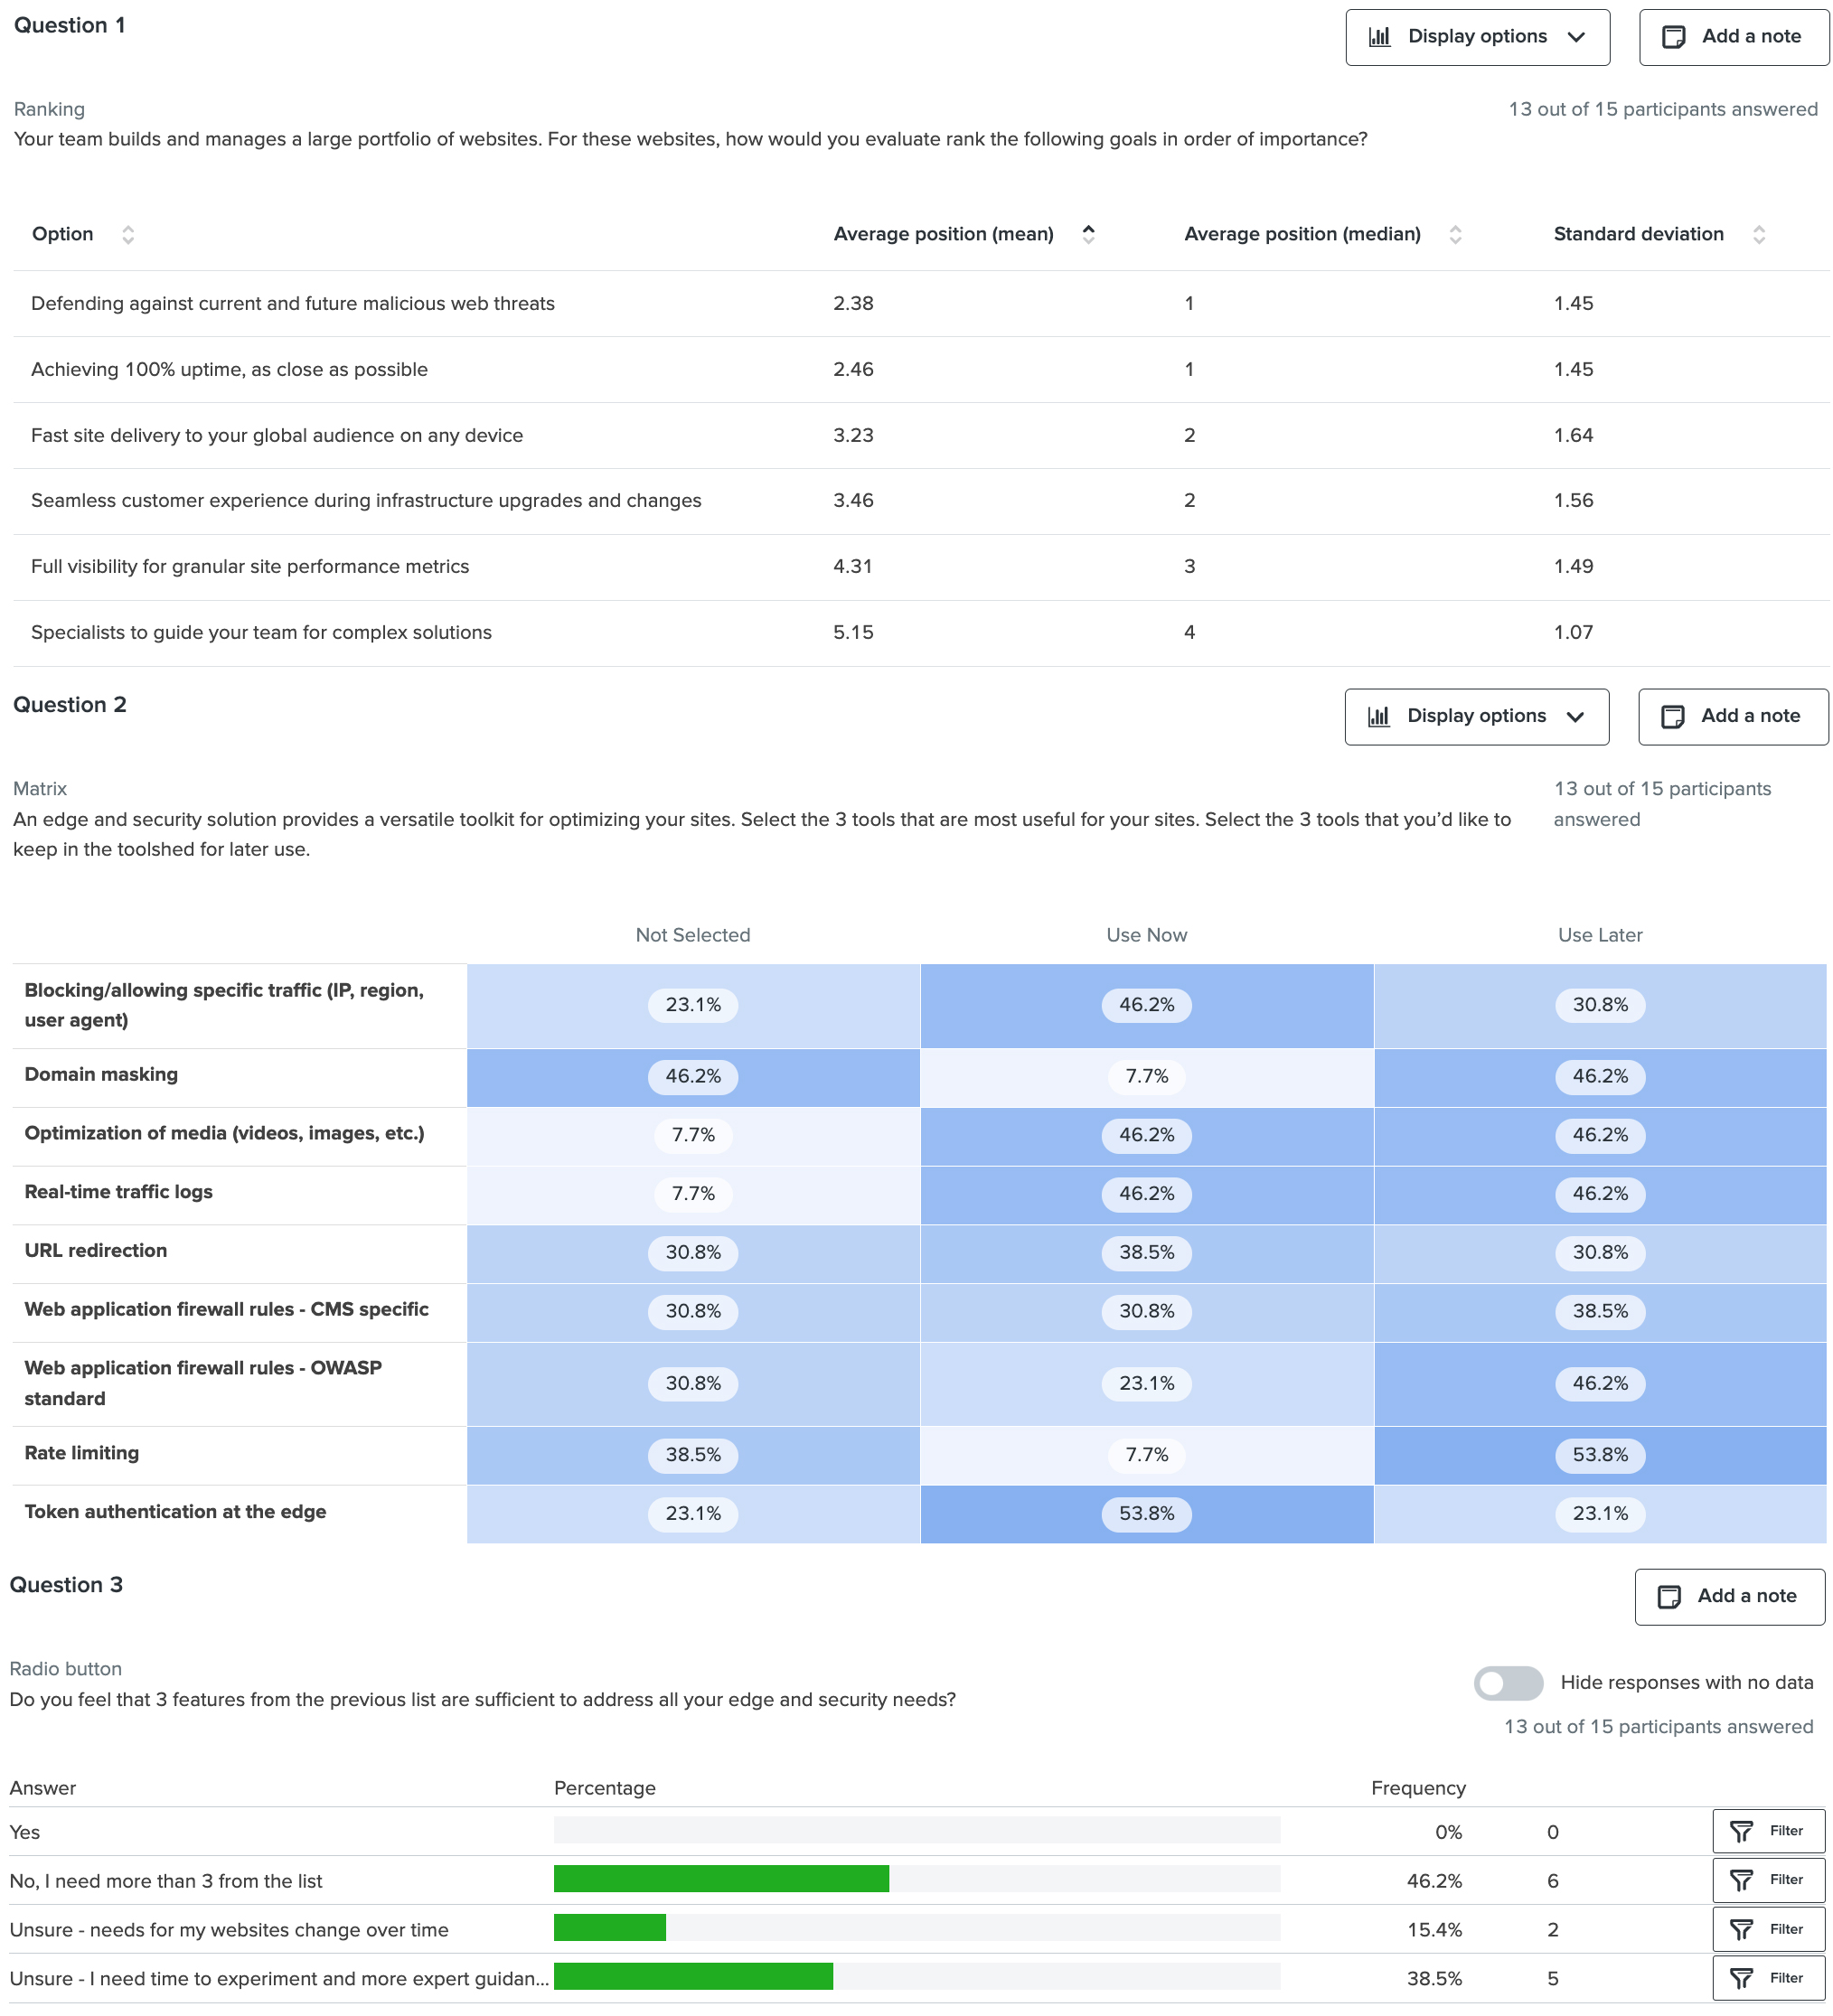 Question 1
Display options
Add a note
Ranking
13 out of 15 participants answered
Your team builds and manages a large portfolio of websites. For these websites, how would you evaluate rank the following goals in order of importance?
Option Average position (mean) Average position (median) Standard deviation
Defending against current and future malicious web threats 2.38 1 1.45
Achieving 100% uptime, as close as possible 2.46 1 1.45
Fast site delivery to your global audience on any device 3.23 2 1.64
Seamless customer experience during infrastructure upgrades and changes 3.46 2 1.56
Full visibility for granular site performance metrics 4.31 3 1.49
Specialists to guide your team for complex solutions 5.15 4 1.07
Question 2
Display options
Add a note
Matrix
13 out of 15 participants
answered
An edge and security solution provides a versatile toolkit for optimizing your sites. Select the 3 tools that are most useful for your sites. Select the 3 tools that you’d like to
keep in the toolshed for later use.
Not Selected Use Now Use Later
Blocking/allowing specific traffic (IP, region,
user agent)
23.1% 46.2% 30.8%
Domain masking 46.2% 7.7% 46.2%
Optimization of media (videos, images, etc.) 7.7% 46.2% 46.2%
Real-time traffic logs 7.7% 46.2% 46.2%
URL redirection 30.8% 38.5% 30.8%
Web application firewall rules - CMS specific 30.8% 30.8% 38.5%
Web application firewall rules - OWASP
standard
30.8% 23.1% 46.2%
Rate limiting 38.5% 7.7% 53.8%
Token authentication at the edge 23.1% 53.8% 23.1%
Question 3
Add a note
Radio button
Do you feel that 3 features from the previous list are sufficient to address all your edge and security needs?
Hide responses with no data
13 out of 15 participants answered
Answer Percentage Frequency
Yes 0% 0 Filter
No, I need more than 3 from the list 46.2% 6 Filter
Unsure - needs for my websites change over time 15.4% 2 Filter
Unsure - I need time to experiment and more expert guidan... 38.5% 5 Filter